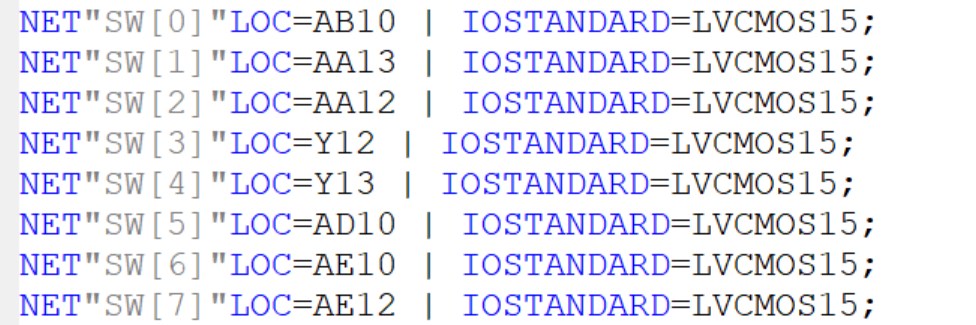 NET"SW[0]"LOC=AB10 | IOSTANDARD=LVCMOS15;
NET"SW[1]"LOC=AA13 | IOSTANDARD=LVCMOS15;
NET"SW[2]"LOC=AA12 | IOSTANDARD=LVCMOS15;
NET"SW[3]"LOC=Y12 | IOSTANDARD=LVCMOS15;
NET"SW[4]"LOC=Y13 | IOSTANDARD=LVCMOS15;
NET"SW[5]"LOC=AD10 | IOSTANDARD=LVCMOS15;
NET"SW[6]"LOC=AE10 | IOSTANDARD=LVCMOS15;
NET"SW[7]"LOC=AE12 | IOSTANDARD=LVCMOS15;